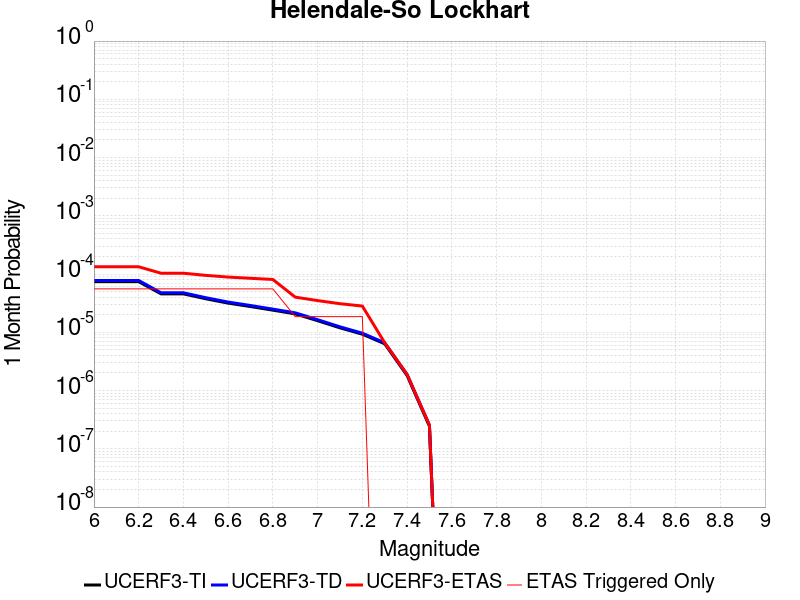 Helendale-So Lockhart
10^0
10^-1
10^-2
10^-3
10^-4
10^-5
10^-6
10^-7
10^-8
1 Month Probability
6 6.2 6.4 6.6 6.8 7 7.2 7.4 7.6 7.8 8 8.2 8.4 8.6 8.8 9
Magnitude
UCERF3-TI UCERF3-TD UCERF3-ETAS ETAS Triggered Only